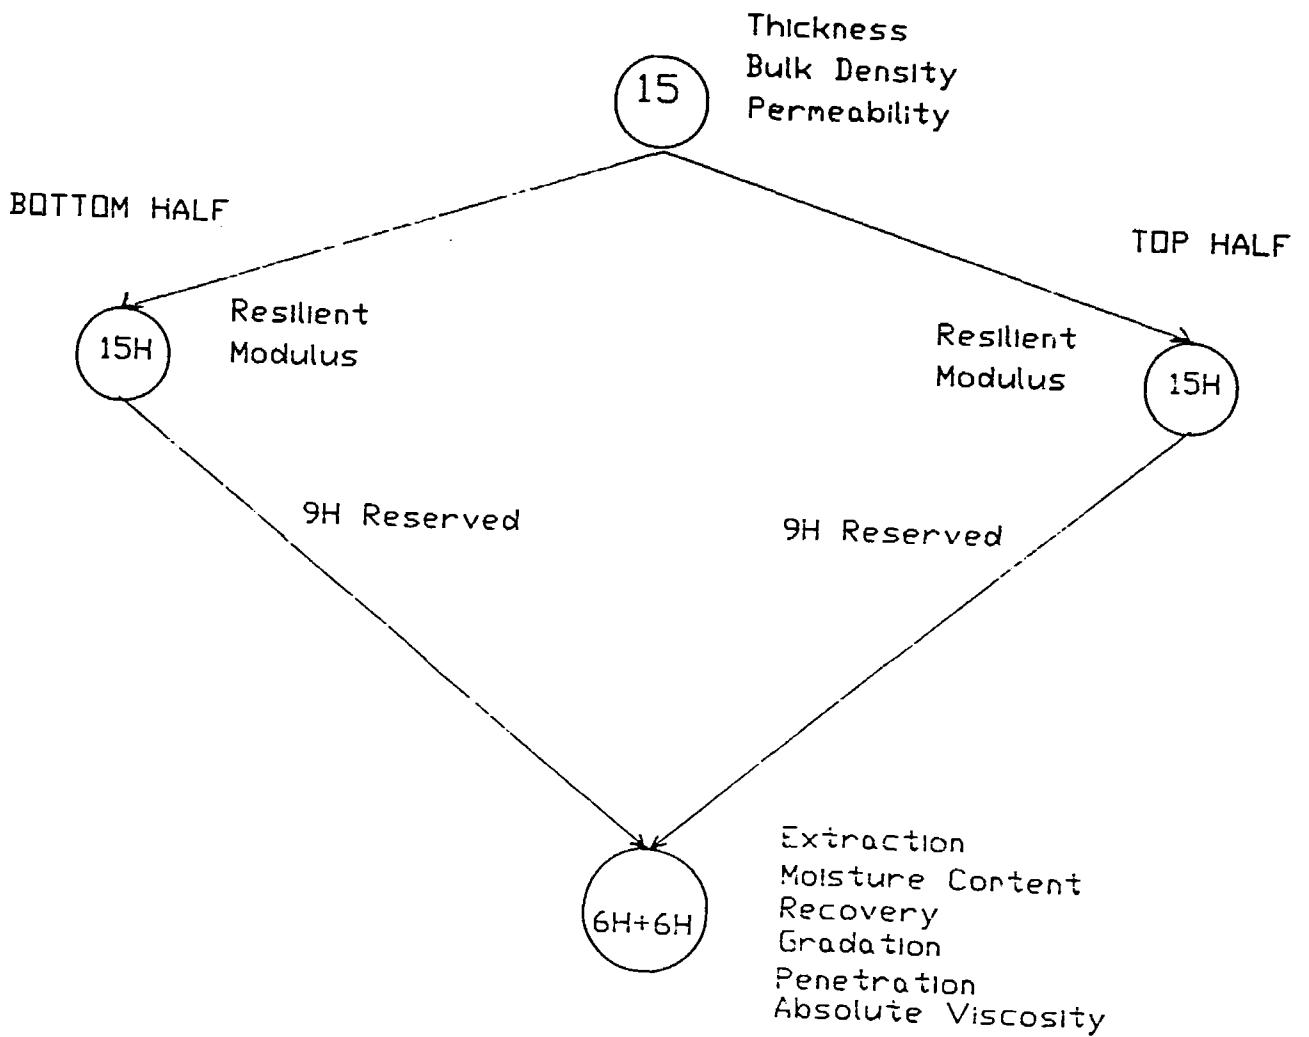 15
Thickness
Bulk Density
Permeability
BOTTOM HALF
TOP HALF
15H
Resilient
Modulus
Resilient
Modulus
15H
9H Reserved
9H Reserved
6H+6H
Extraction
Moisture Content
Recovery
Gradation
Penetration
Absolute Viscosity